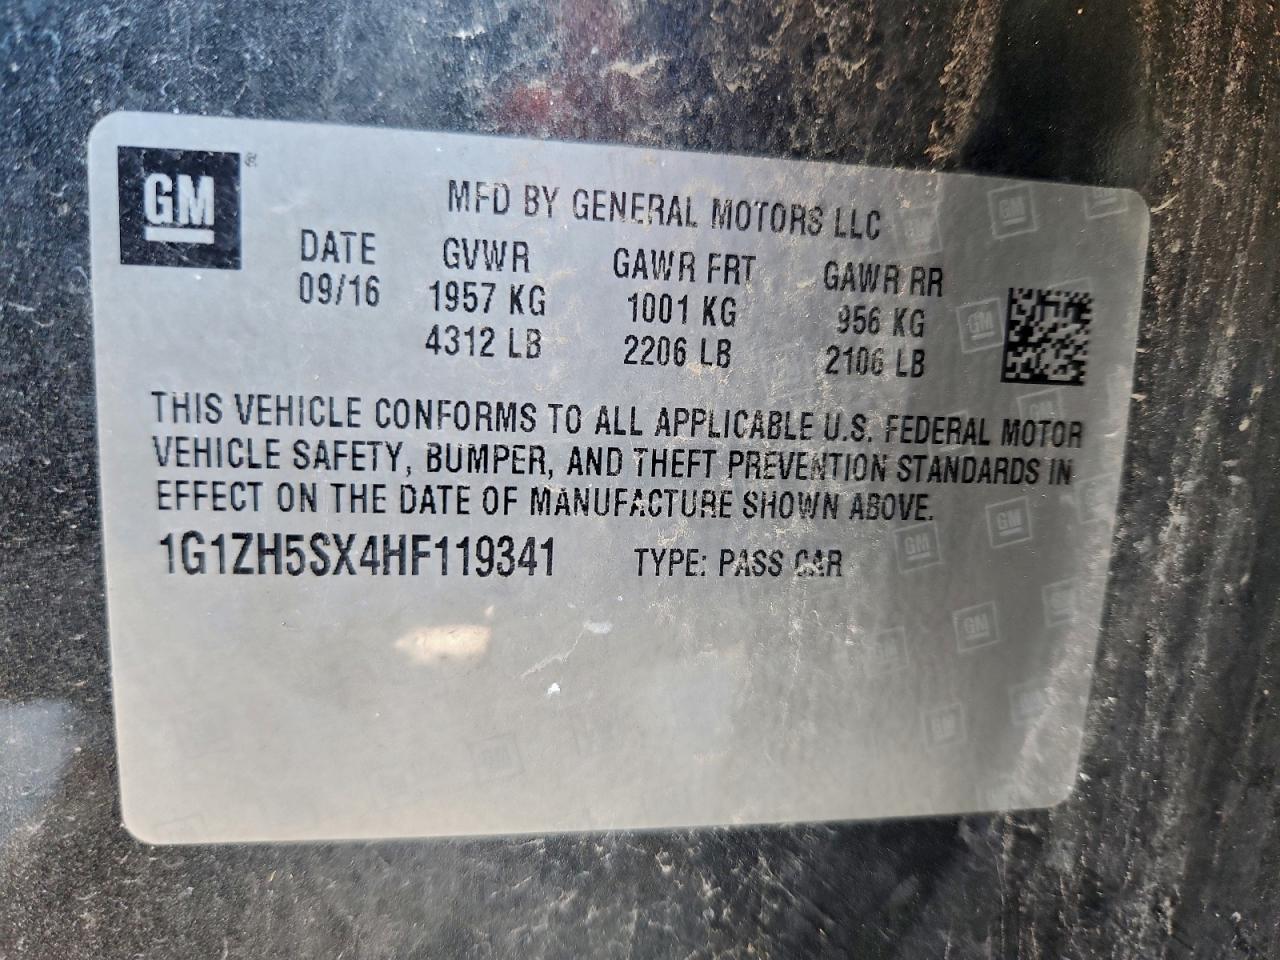 GM ®
MFD BY GENERAL MOTORS LLC
DATE GVWR GAWR FRT GAWR RR
09/16 1957 KG 1001 KG 956 KG
4312 LB 2206 LB 2106 LB
THIS VEHICLE CONFORMS TO ALL APPLICABLE U.S. FEDERAL MOTOR
VEHICLE SAFETY, BUMPER, AND THEFT PREVENTION STANDARDS IN
EFFECT ON THE DATE OF MANUFACTURE SHOWN ABOVE.
1G1ZH5SX4HF119341 TYPE: PASS CAR